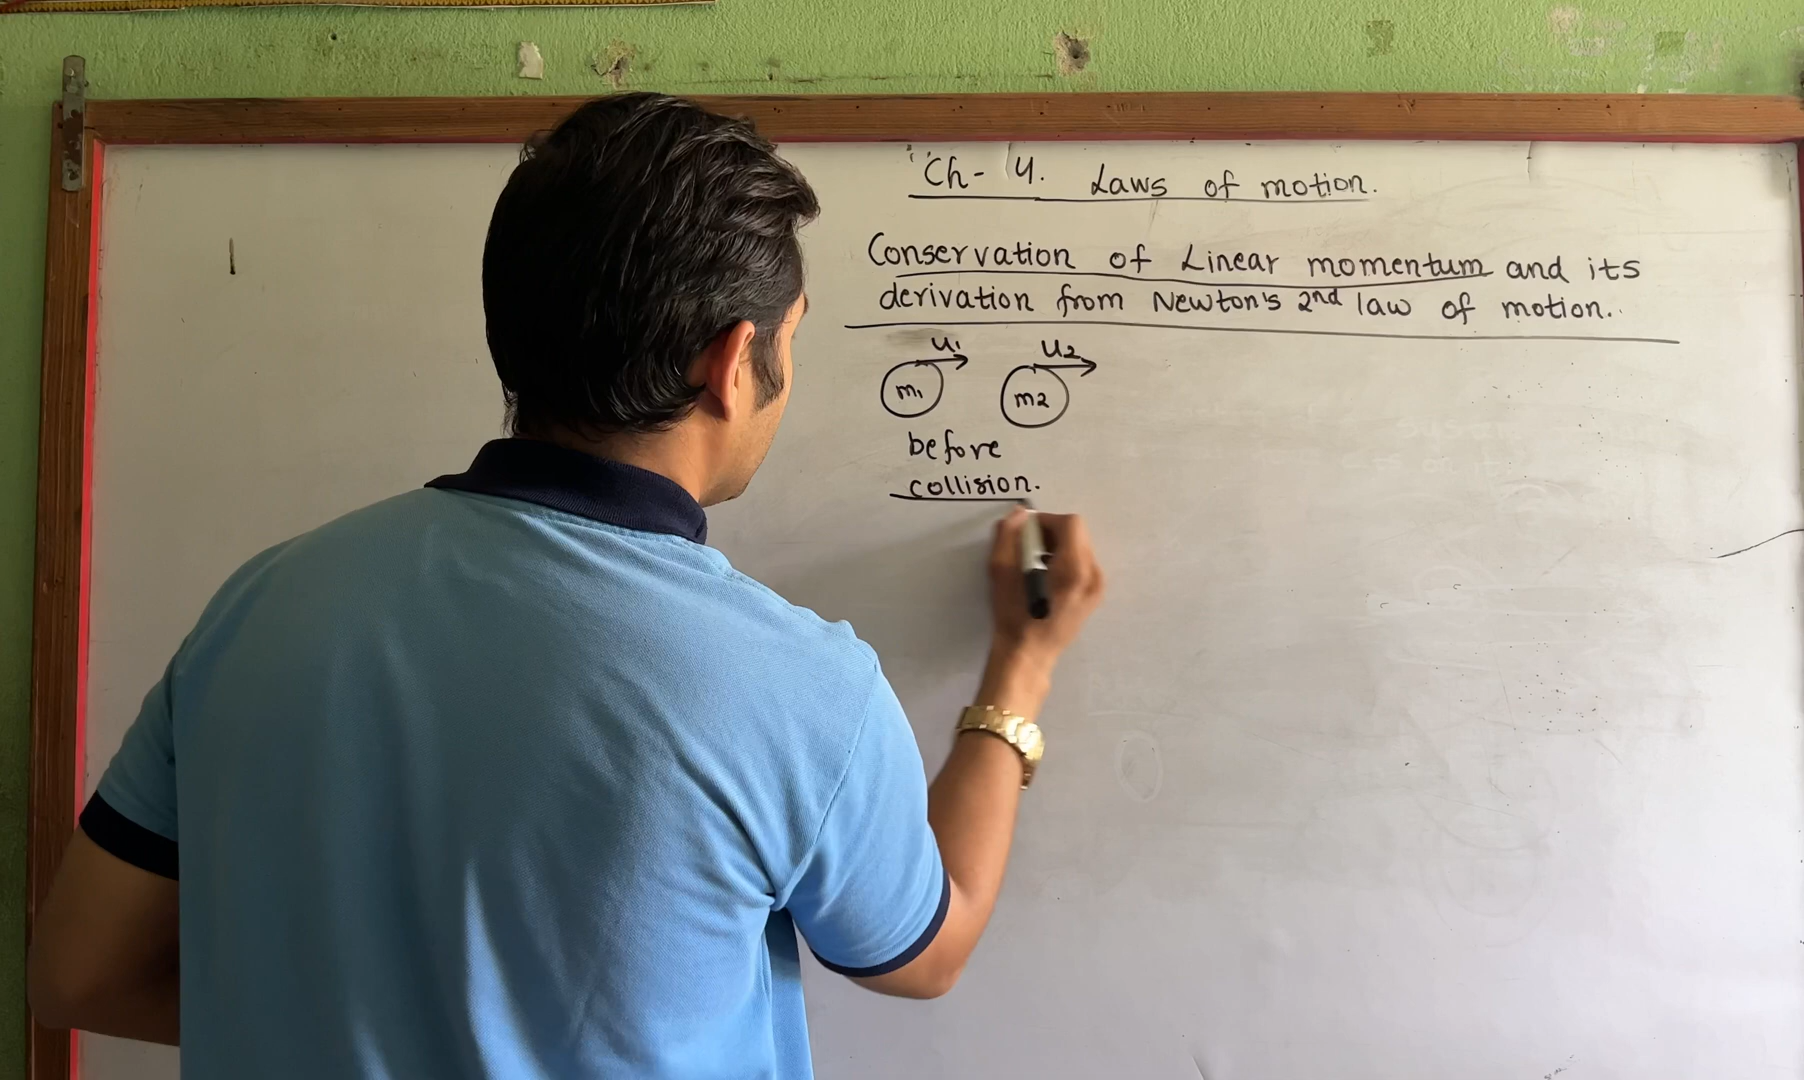 Ch- 4. Laws of motion.
Conservation of Linear momentum and its
derivation from Newton's 2nd law of motion.
u₁ u₂
m₁ m₂
before
collision.